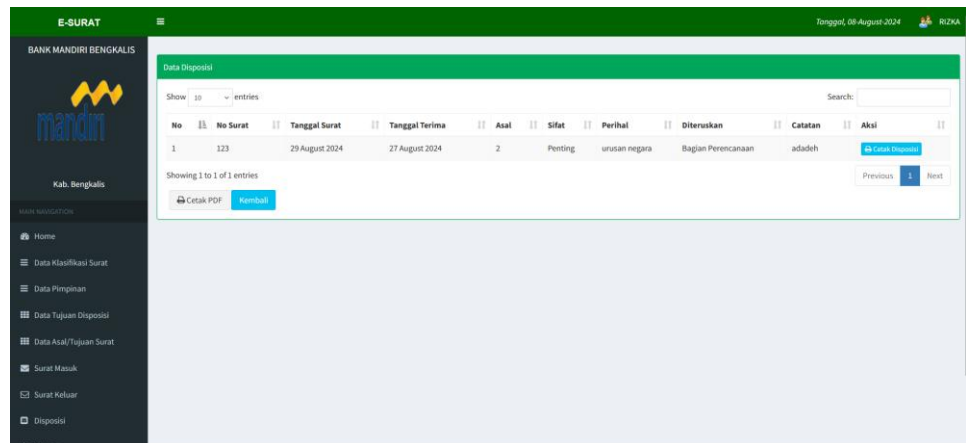 E-SURAT
Tanggal, 08-August-2024 RIZKA
BANK MANDIRI BENGKALIS
mandiri
Kab. Bengkalis
MAIN NAVIGATION
Home
Data Klasifikasi Surat
Data Pimpinan
Data Tujuan Disposisi
Data Asal/Tujuan Surat
Surat Masuk
Surat Keluar
Disposisi
Data Disposisi
Show 10 entries Search:
No No Surat Tanggal Surat Tanggal Terima Asal Sifat Perihal Diteruskan Catatan Aksi
1 123 29 August 2024 27 August 2024 2 Penting urusan negara Bagian Perencanaan adadeh Cetak Disposisi
Showing 1 to 1 of 1 entries Previous 1 Next
Cetak PDF Kembali